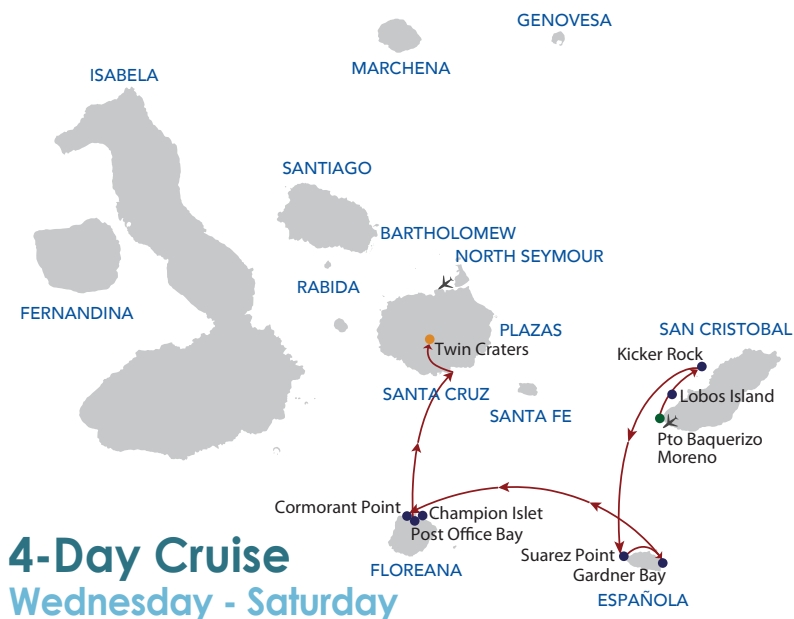 GENOVESA
MARCHENA
ISABELA
SANTIAGO
BARTHOLOMEW
NORTH SEYMOUR
RABIDA
FERNANDINA
PLAZAS
SAN CRISTOBAL
Twin Craters
Kicker Rock
SANTA CRUZ
Lobos Island
SANTA FE
Pto Baquerizo
Moreno
Cormorant Point
Champion Islet
Post Office Bay
Suarez Point
Gardner Bay
FLOREANA
ESPAÑOLA
4-Day Cruise
Wednesday - Saturday